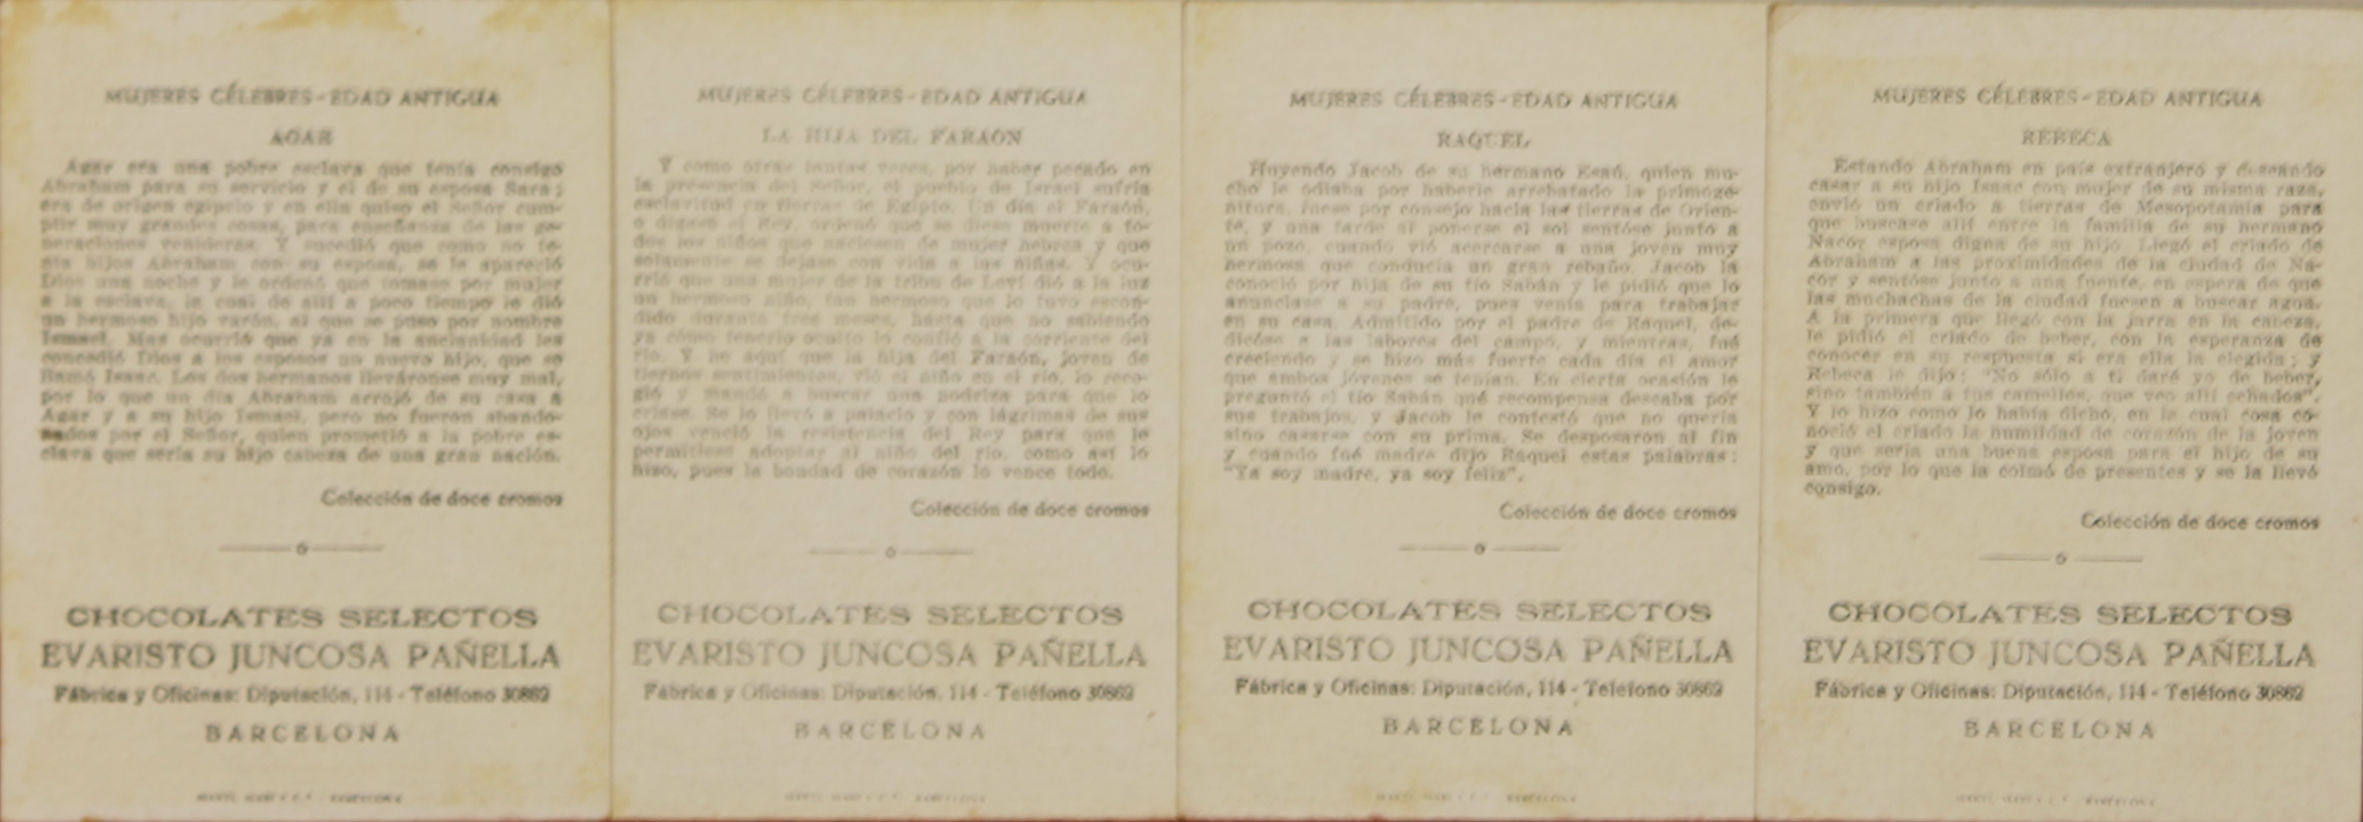 MUJERES CÉLEBRES-EDAD ANTIGUA
AGAR
Agar era una pobre esclava que tenía consigo
Abraham para su servicio y el de su esposa Sara;
era de origen egipcio y en ella quiso el Señor cum-
plir muy grandes cosas, para enseñanza de las ge-
neraciones venideras. Y sucedió que como no te-
nía hijos Abraham con su esposa, se le apareció
Dios una noche y le ordenó que tomase por mujer
a la esclava, la cual de allí a poco tiempo le dió
un hermoso hijo varón, al que se puso por nombre
Ismael. Mas ocurrió que ya en la ancianidad les
concedió Dios a los esposos un nuevo hijo, que se
llamó Isaac. Los dos hermanos lleváronse muy mal,
por lo que un día Abraham arrojó de su casa a
Agar y a su hijo Ismael, pero no fueron abando-
nados por el Señor, quien prometió a la pobre es-
clava que sería su hijo cabeza de una gran nación.
Colección de doce cromos
CHOCOLATES SELECTOS
EVARISTO JUNCOSA PAÑELLA
Fábrica y Oficinas: Diputación, 114 - Teléfono 30862
BARCELONA
MUJERES CÉLEBRES-EDAD ANTIGUA
LA HIJA DEL FARAON
Y como otras tantas veces, por haber pecado en
la presencia del Señor, el pueblo de Israel sufría
esclavitud en tierras de Egipto. Un día el Faraón,
o dígase el Rey, ordenó que se diese muerte a to-
dos los niños que naciesen de mujer hebrea y que
solamente se dejase con vida a las niñas. Y ocu-
rrió que una mujer de la tribu de Leví dió a la luz
un hermoso niño, tan hermoso que lo tuvo escon-
dido durante tres meses, hasta que no sabiendo
ya cómo tenerlo oculto lo confió a la corriente del
río. Y he aquí que la hija del Faraón, joven de
tiernos sentimientos, vió el niño en el río, lo reco-
gió y mandó a buscar una nodriza para que lo
criase. Se lo llevó a palacio y con lágrimas de sus
ojos venció la resistencia del Rey para que le
permitiese adoptar al niño del río, como así lo
hizo, pues la bondad de corazón lo vence todo.
Colección de doce cromos
CHOCOLATES SELECTOS
EVARISTO JUNCOSA PAÑELLA
Fábrica y Oficinas: Diputación, 114 - Teléfono 30862
BARCELONA
MUJERES CÉLEBRES-EDAD ANTIGUA
RAQUEL
Huyendo Jacob de su hermano Esaú, quien mu-
cho le odiaba por haberle arrebatado la primoge-
nitura, fuese por consejo hacia las tierras de Orien-
te, y una tarde al ponerse el sol sentóse junto a
un pozo, cuando vió acercarse a una joven muy
hermosa que conducía un gran rebaño. Jacob la
conoció por hija de su tío Sabán y le pidió que lo
anunciase a su padre, pues venía para trabajar
en su casa. Admitido por el padre de Raquel, de-
dicóse a las labores del campo, y mientras, fué
creciendo y se hizo más fuerte cada día el amor
que ambos jóvenes se tenían. En cierta ocasión le
preguntó el tío Sabán qué recompensa deseaba por
sus trabajos, y Jacob le contestó que no quería
sino casarse con su prima. Se desposaron al fin
y cuando fué madre dijo Raquel estas palabras:
"Ya soy madre, ya soy feliz".
Colección de doce cromos
CHOCOLATES SELECTOS
EVARISTO JUNCOSA PAÑELLA
Fábrica y Oficinas: Diputación, 114 - Telefono 30862
BARCELONA
MUJERES CÉLEBRES-EDAD ANTIGUA
REBECA
Estando Abraham en país extranjero y deseando
casar a su hijo Isaac con mujer de su misma raza,
envió un criado a tierras de Mesopotamia para
que buscase allí entre la familia de su hermano
Nacor esposa digna de su hijo. Llegó el criado de
Abraham a las proximidades de la ciudad de Na-
cor y sentóse junto a una fuente, en espera de que
las muchachas de la ciudad fuesen a buscar agua.
A la primera que llegó con la jarra en la cabeza,
le pidió el criado de beber, con la esperanza de
conocer en su respuesta si era ella la elegida; y
Rebeca le dijo: "No sólo a ti daré yo de beber,
sino también a tus camellos, que veo allí echados".
Y lo hizo como lo había dicho, en la cual cosa co-
noció el criado la humildad de corazón de la joven
y que sería una buena esposa para el hijo de su
amo, por lo que la colmó de presentes y se la llevó
consigo.
Colección de doce cromos
CHOCOLATES SELECTOS
EVARISTO JUNCOSA PAÑELLA
Fábrica y Oficinas: Diputación, 114 - Teléfono 30862
BARCELONA